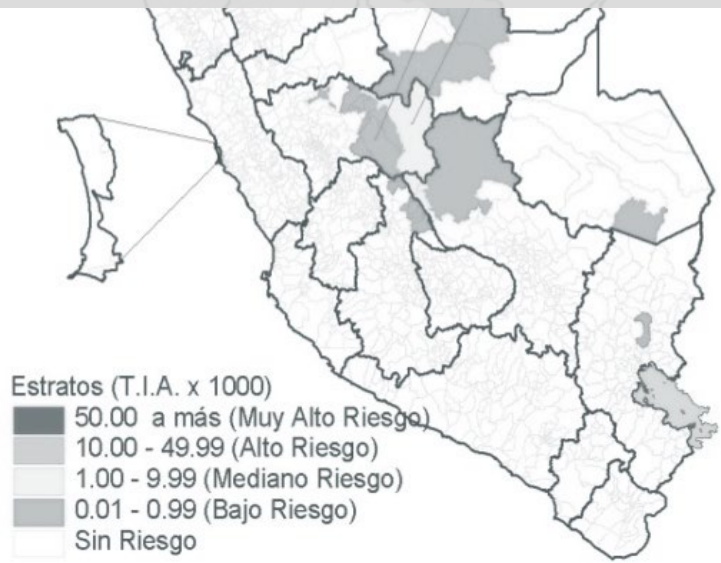 Estratos (T.I.A. x 1000)
50.00 a más (Muy Alto Riesgo)
10.00 - 49.99 (Alto Riesgo)
1.00 - 9.99 (Mediano Riesgo)
0.01 - 0.99 (Bajo Riesgo)
Sin Riesgo